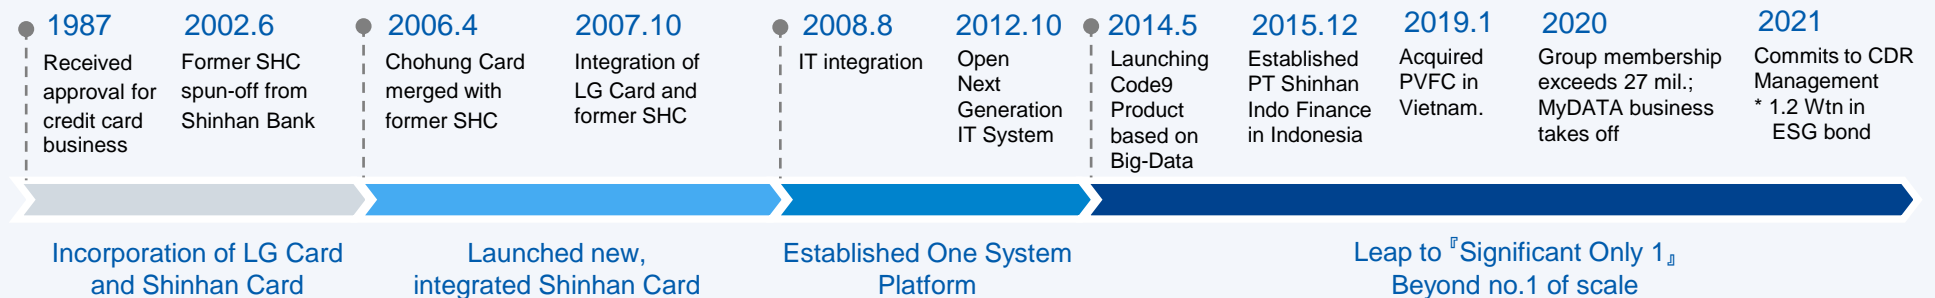 1987
Received
approval for
credit card
business
2002.6
Former SHC
spun-off from
Shinhan Bank
2006.4
Chohung Card
merged with
former SHC
2007.10
Integration of
LG Card and
former SHC
2008.8
IT integration
2012.10
Open
Next
Generation
IT System
2014.5
Launching
Code9
Product
based on
Big-Data
2015.12
Established
PT Shinhan
Indo Finance
in Indonesia
2019.1
Acquired
PVFC in
Vietnam.
2020
Group membership
exceeds 27 mil.;
MyDATA business
takes off
2021
Commits to CDR
Management
* 1.2 Wtn in
ESG bond
Incorporation of LG Card
and Shinhan Card
Launched new,
integrated Shinhan Card
Established One System
Platform
Leap to『Significant Only 1』
Beyond no.1 of scale